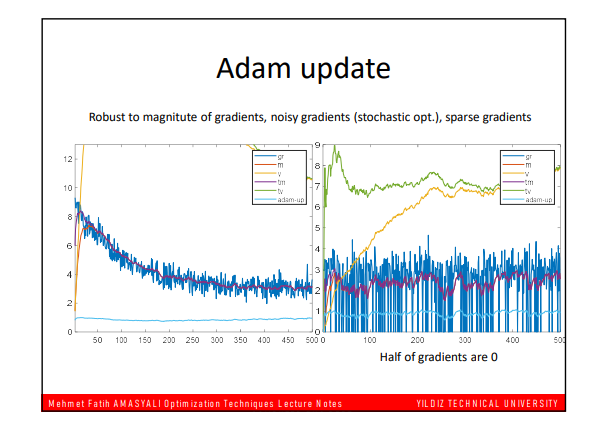 Adam update
Robust to magnitute of gradients, noisy gradients (stochastic opt.), sparse gradients
12
10
8
6
4
2
0
50 100 150 200 250 300 350 400 450 500
gr
m
v
tm
tv
adam-up
9
8
7
6
5
4
3
2
1
0
100 200 300 400 500
gr
m
v
tm
tv
adam-up
Half of gradients are 0
Mehmet Fatih AMASYALI Optimization Techniques Lecture Notes
YILDIZ TECHNICAL UNIVERSITY